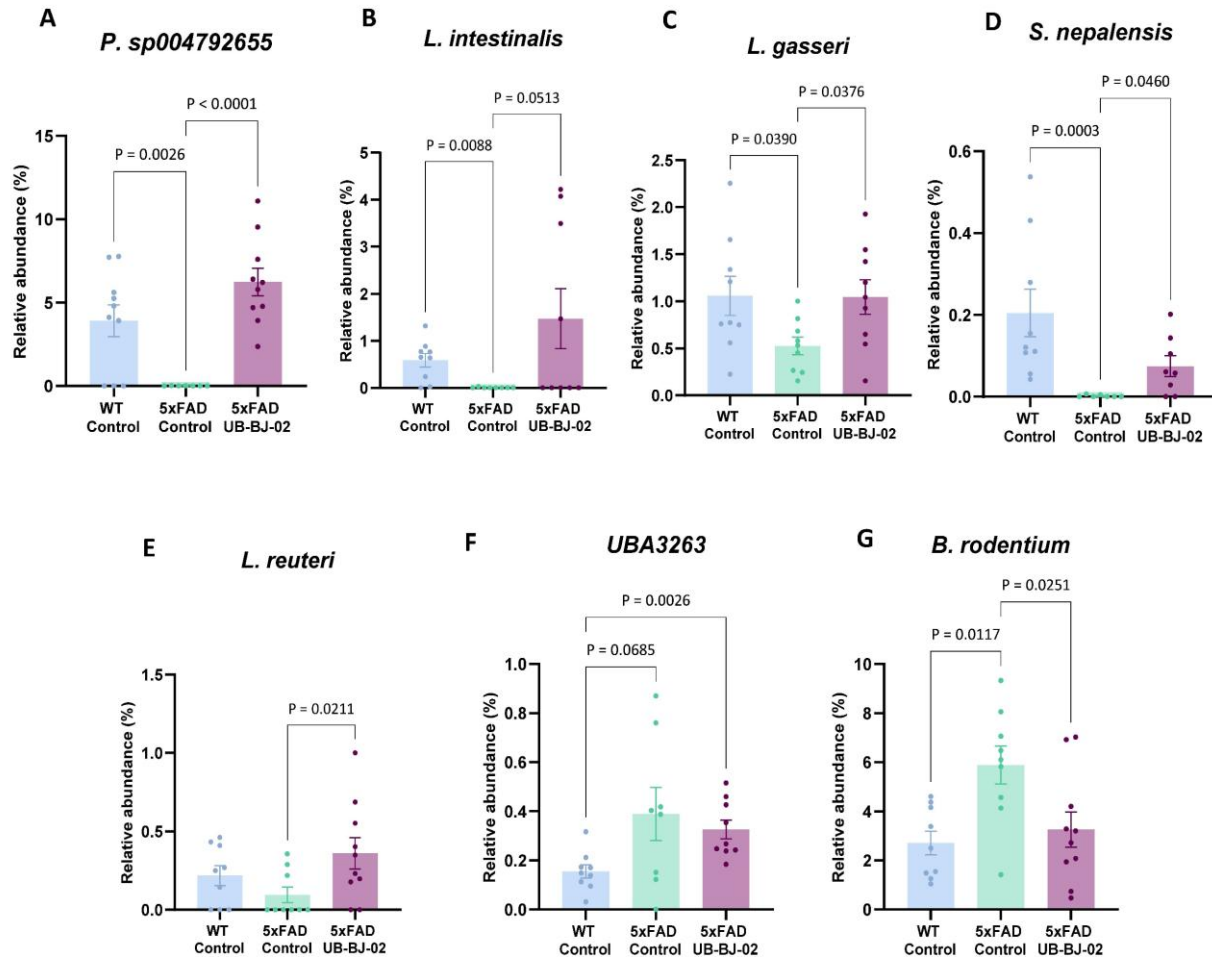 A
P. sp004792655
P < 0.0001
P = 0.0026
Relative abundance (%)
15
10
5
0
WT
Control
5xFAD
Control
5xFAD
UB-BJ-02
B
L. intestinalis
P = 0.0513
P = 0.0088
Relative abundance (%)
5
4
3
2
1
0
WT
Control
5xFAD
Control
5xFAD
UB-BJ-02
C
L. gasseri
P = 0.0376
P = 0.0390
Relative abundance (%)
2.5
2.0
1.5
1.0
0.5
0.0
WT
Control
5xFAD
Control
5xFAD
UB-BJ-02
D
S. nepalensis
P = 0.0460
P = 0.0003
Relative abundance (%)
0.6
0.4
0.2
0.0
WT
Control
5xFAD
Control
5xFAD
UB-BJ-02
E
L. reuteri
P = 0.0211
Relative abundance (%)
1.5
1.0
0.5
0.0
WT
Control
5xFAD
Control
5xFAD
UB-BJ-02
F
UBA3263
P = 0.0026
P = 0.0685
Relative abundance (%)
1.0
0.8
0.6
0.4
0.2
0.0
WT
Control
5xFAD
Control
5xFAD
UB-BJ-02
G
B. rodentium
P = 0.0251
P = 0.0117
Relative abundance (%)
10
8
6
4
2
0
WT
Control
5xFAD
Control
5xFAD
UB-BJ-02